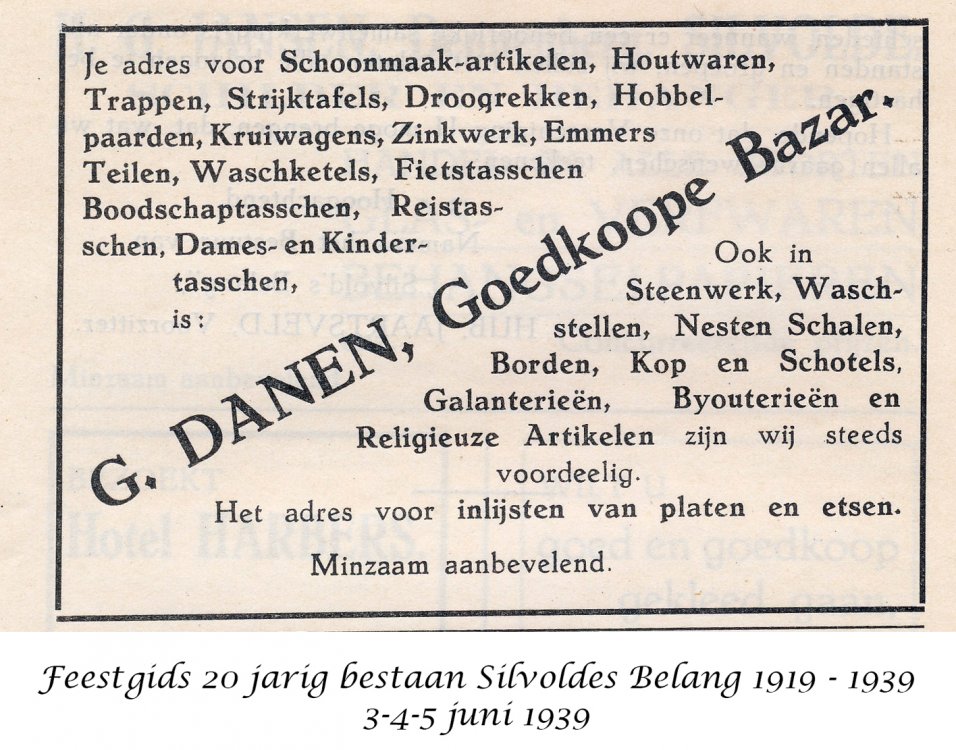 Je adres voor Schoonmaak-artikelen, Houtwaren,
Trappen, Strijktafels, Droogrekken, Hobbel-
paarden, Kruiwagens, Zinkwerk, Emmers
Teilen, Waschketels, Fietstasschen
Boodschaptasschen, Reistas-
schen, Dames- en Kinder-
tasschen,
is:
G. DANEN, Goedkoope Bazar.
Ook in
Steenwerk, Wasch-
stellen, Nesten Schalen,
Borden, Kop en Schotels,
Galanterieën, Byouterieën en
Religieuze Artikelen zijn wij steeds
voordeelig.
Het adres voor inlijsten van platen en etsen.
Minzaam aanbevelend.
Feestgids 20 jarig bestaan Silvoldes Belang 1919 - 1939
3-4-5 juni 1939